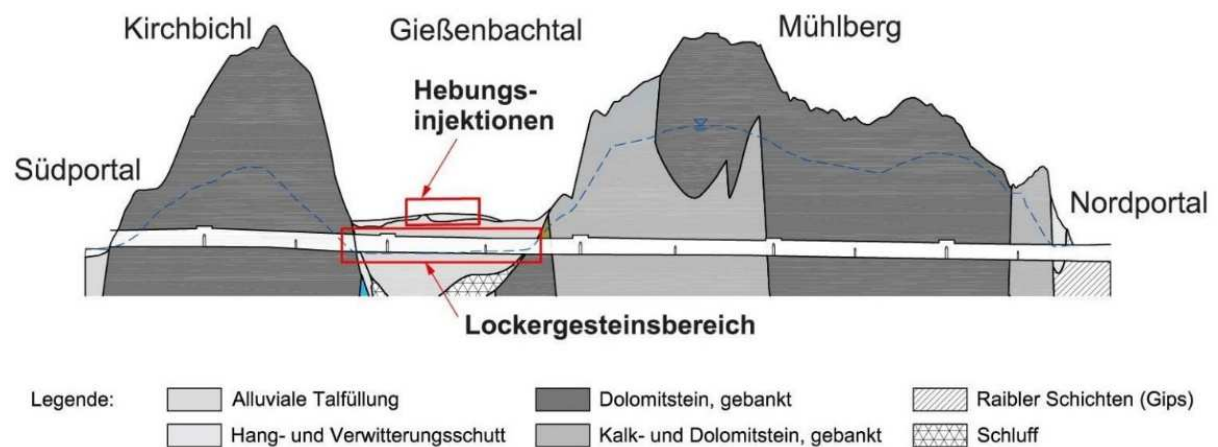 Kirchbichl
Gießenbachtal
Mühlberg
Hebungs-
injektionen
Südportal
Nordportal
Lockergesteinsbereich
Legende:
Alluviale Talfüllung
Dolomitstein, gebankt
Raibler Schichten (Gips)
Hang- und Verwitterungsschutt
Kalk- und Dolomitstein, gebankt
Schluff